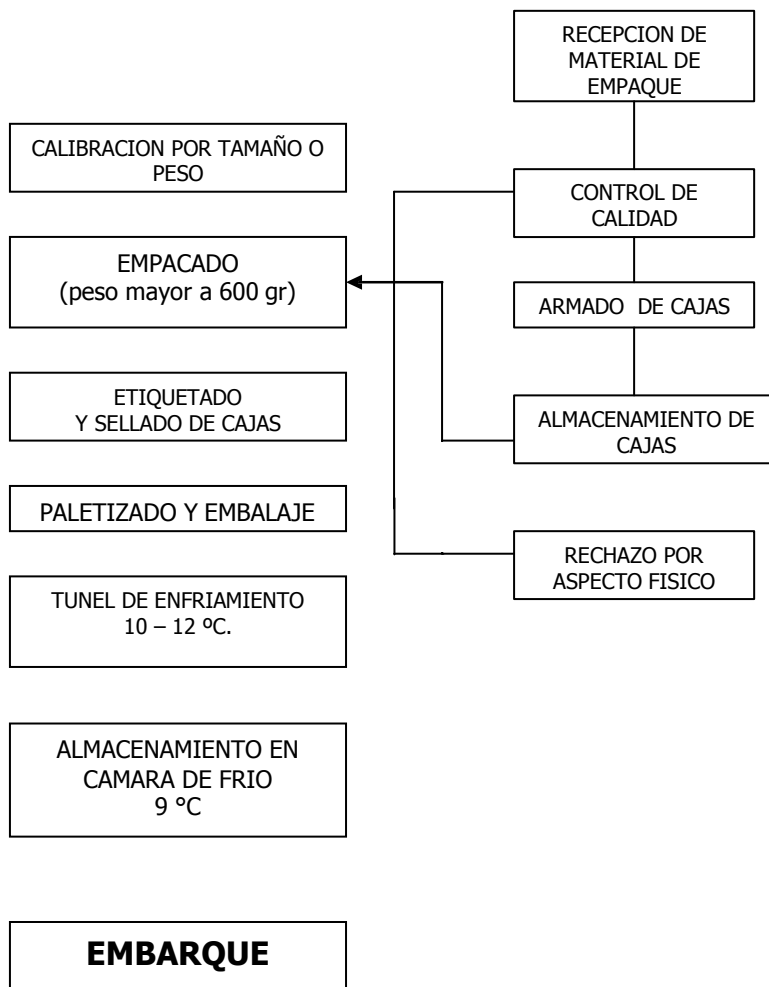 RECEPCION DE
MATERIAL DE
EMPAQUE
CALIBRACION POR TAMAÑO O
PESO
CONTROL DE
CALIDAD
EMPACADO
(peso mayor a 600 gr)
ARMADO DE CAJAS
ETIQUETADO
Y SELLADO DE CAJAS
ALMACENAMIENTO DE
CAJAS
PALETIZADO Y EMBALAJE
RECHAZO POR
ASPECTO FISICO
TUNEL DE ENFRIAMIENTO
10 – 12 ºC.
ALMACENAMIENTO EN
CAMARA DE FRIO
9 °C
EMBARQUE